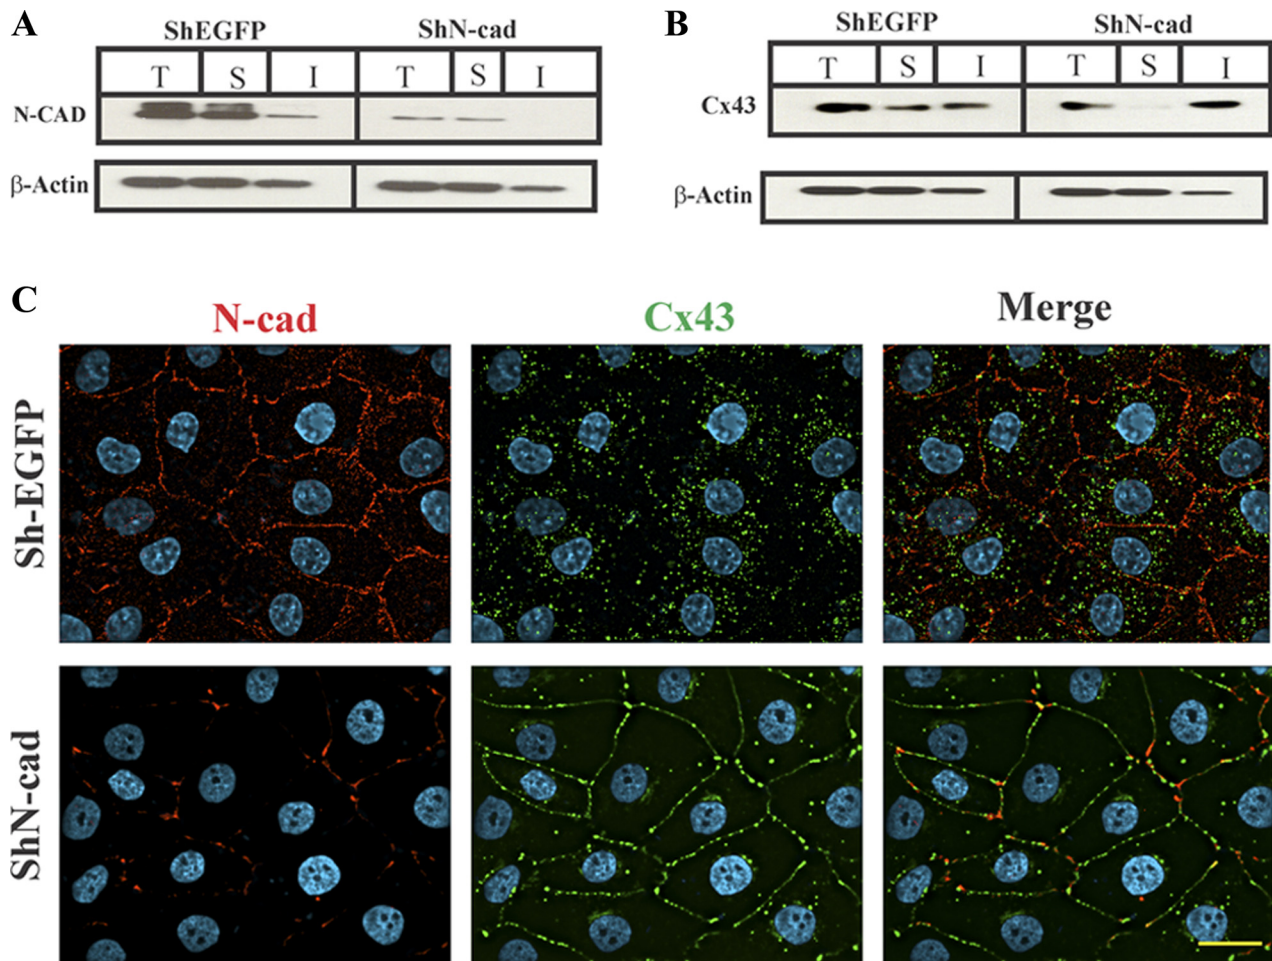 A
ShEGFP ShN-cad
T S I T S I
N-CAD
β-Actin
B
ShEGFP ShN-cad
T S I T S I
Cx43
β-Actin
C
N-cad Cx43 Merge
Sh-EGFP
ShN-cad